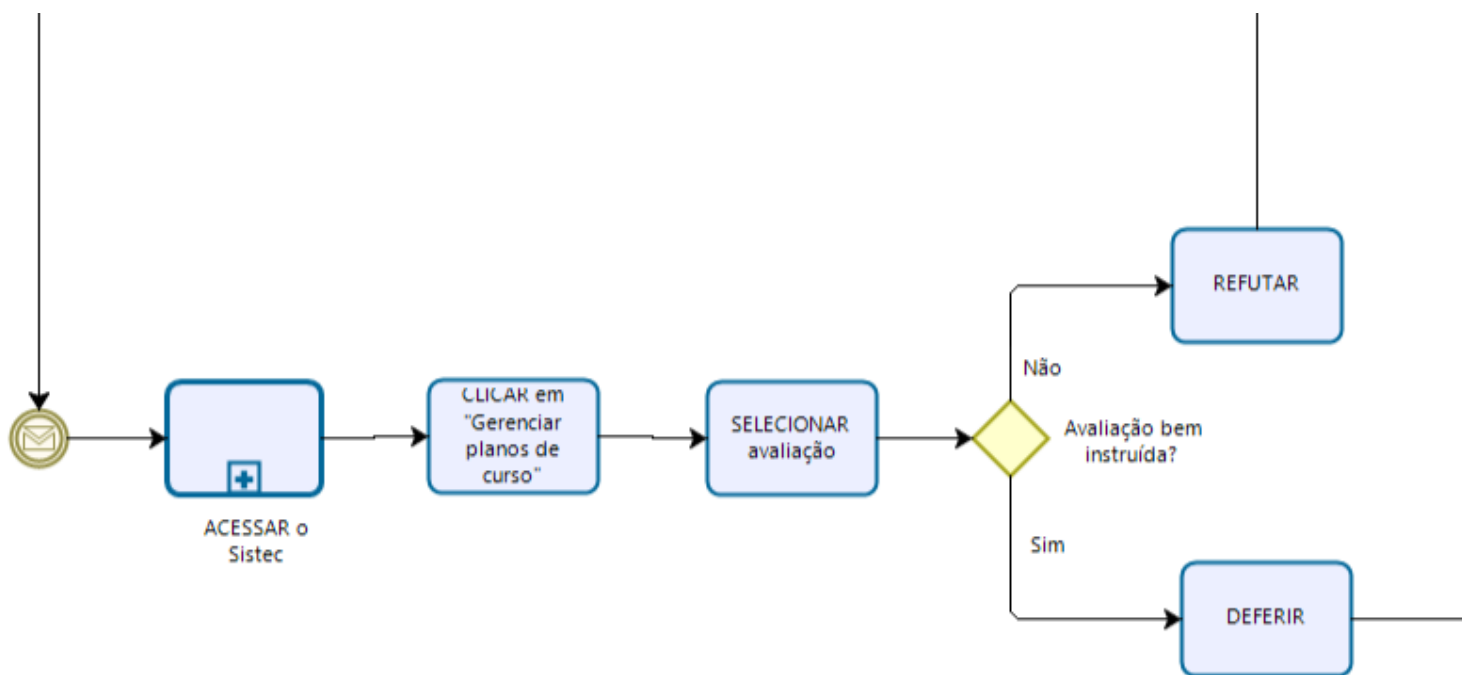 REFUTAR
Não
CLICAR em
"Gerenciar
planos de
curso"
SELECIONAR
avaliação
Avaliação bem
instruída?
ACESSAR o
Sistec
Sim
DEFERIR